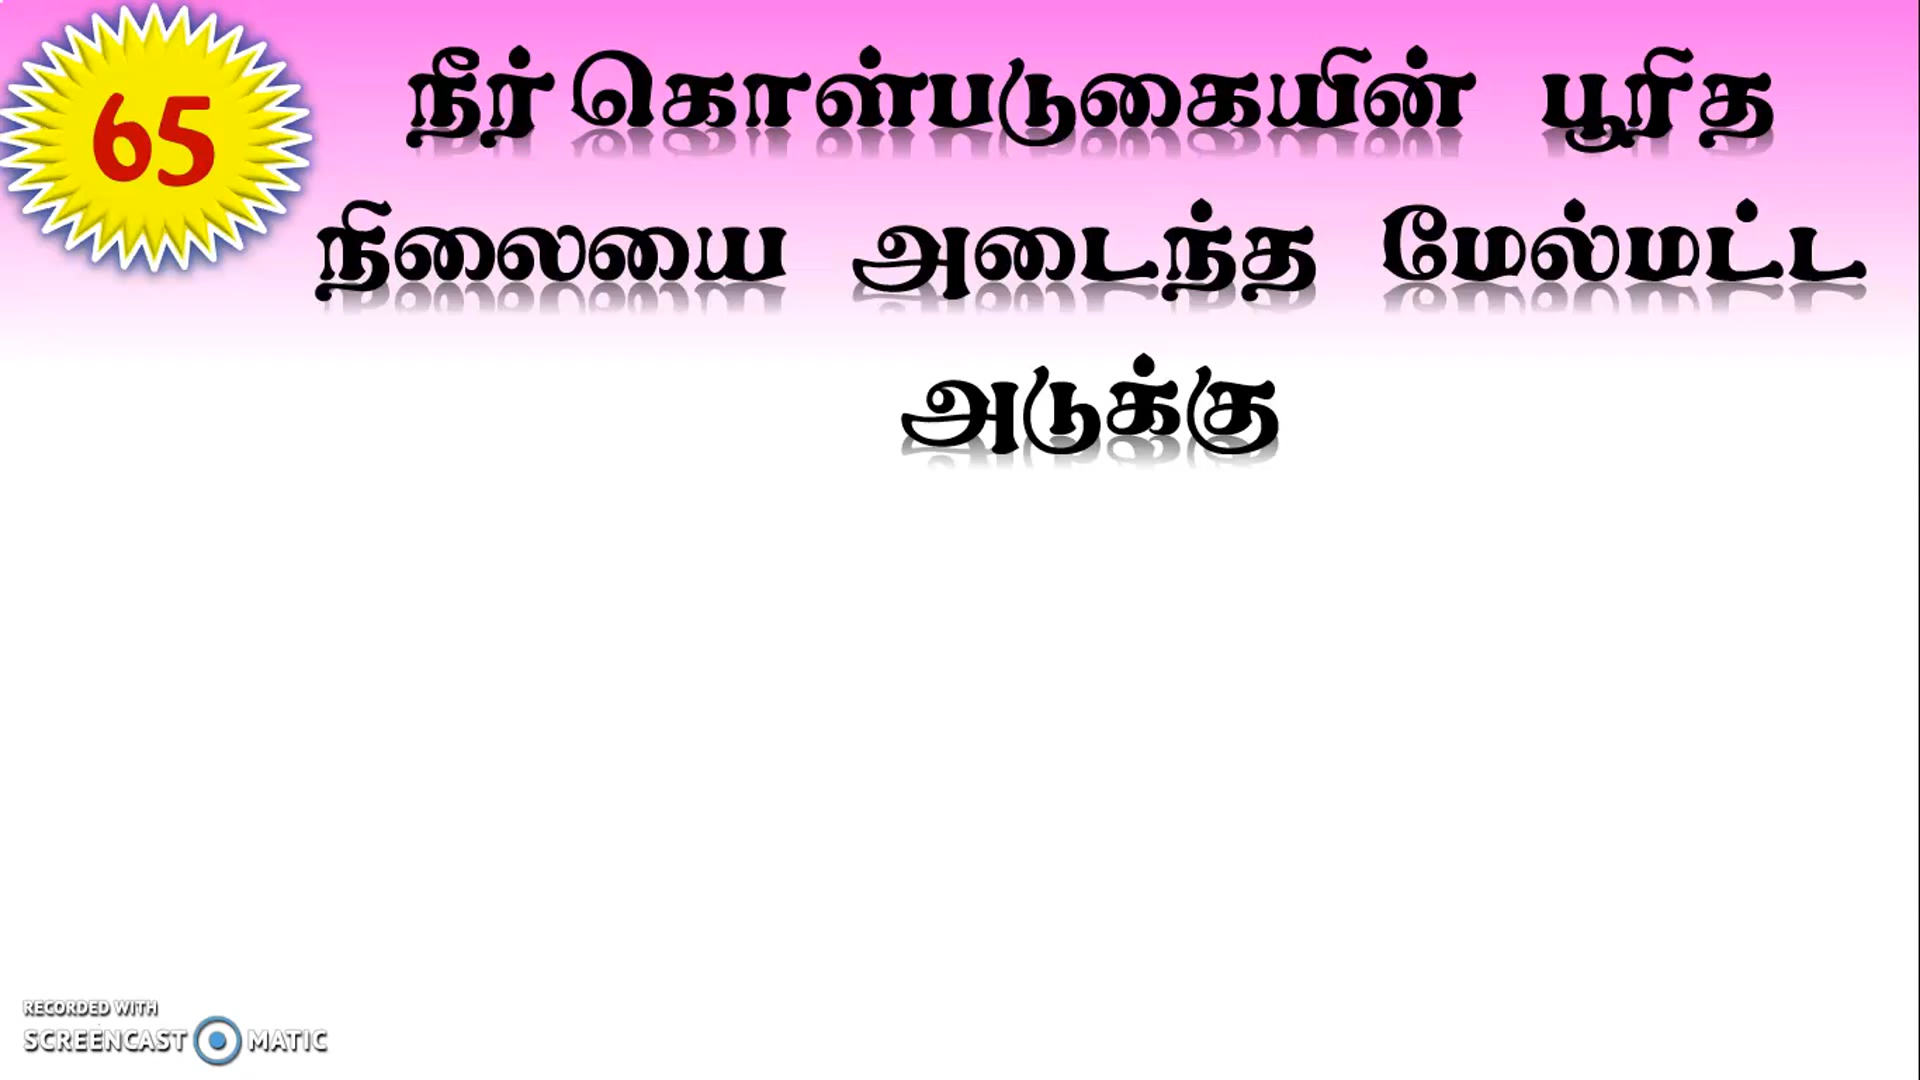 65
நீர் கொள்படுகையின் பூரித
நிலையை அடைந்த மேல்மட்ட
அடுக்கு
RECORDED WITH
SCREENCAST MATIC